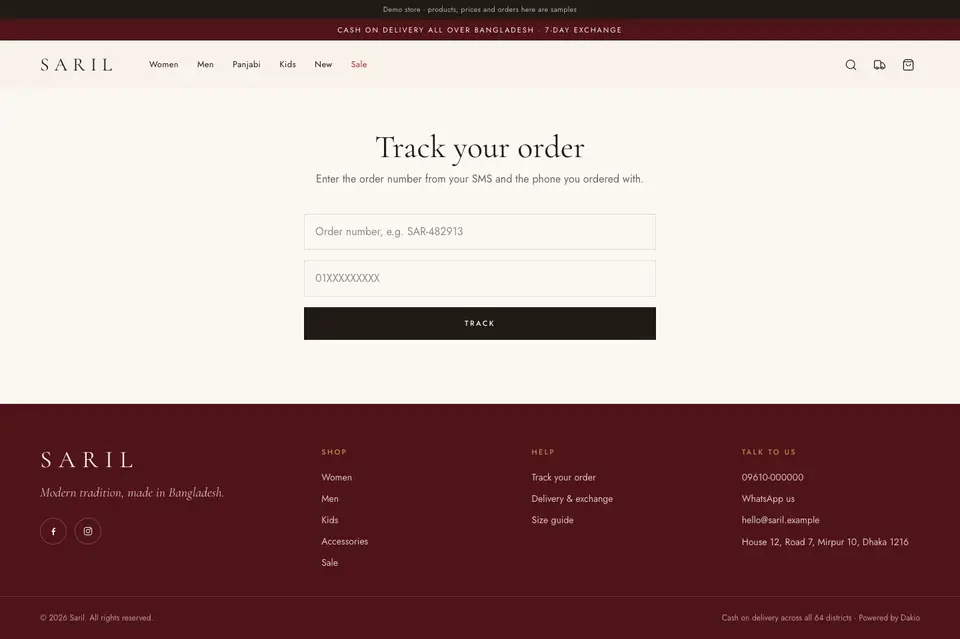 Demo store - products, prices and orders here are samples
CASH ON DELIVERY ALL OVER BANGLADESH · 7-DAY EXCHANGE
SARIL
Women Men Panjabi Kids New Sale
Track your order
Enter the order number from your SMS and the phone you ordered with.
Order number, e.g. SAR-482913
01XXXXXXXXX
TRACK
SARIL
Modern tradition, made in Bangladesh.
SHOP
Women
Men
Kids
Accessories
Sale
HELP
Track your order
Delivery & exchange
Size guide
TALK TO US
09610-000000
WhatsApp us
hello@saril.example
House 12, Road 7, Mirpur 10, Dhaka 1216
© 2026 Saril. All rights reserved.
Cash on delivery across all 64 districts · Powered by Dakio